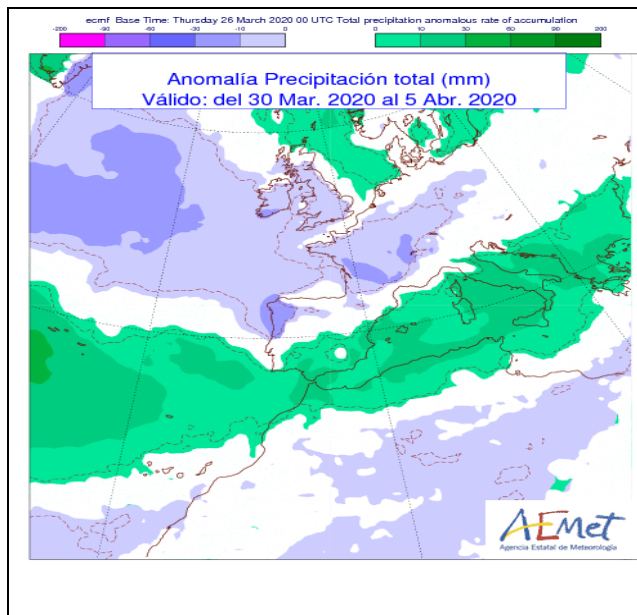 ecmf Base Time: Thursday 26 March 2020 00 UTC Total precipitation anomalous rate of accumulation
-200 -90 -60 -30 -10 0 0 10 30 60 90 200
Anomalía Precipitación total (mm)
Válido: del 30 Mar. 2020 al 5 Abr. 2020
AEMet
Agencia Estatal de Meteorología